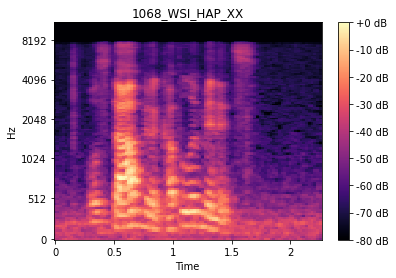 1068_WSI_HAP_XX
8192
4096
2048
1024
512
0
Hz
0
0.5
1
1.5
2
Time
+0 dB
-10 dB
-20 dB
-30 dB
-40 dB
-50 dB
-60 dB
-70 dB
-80 dB